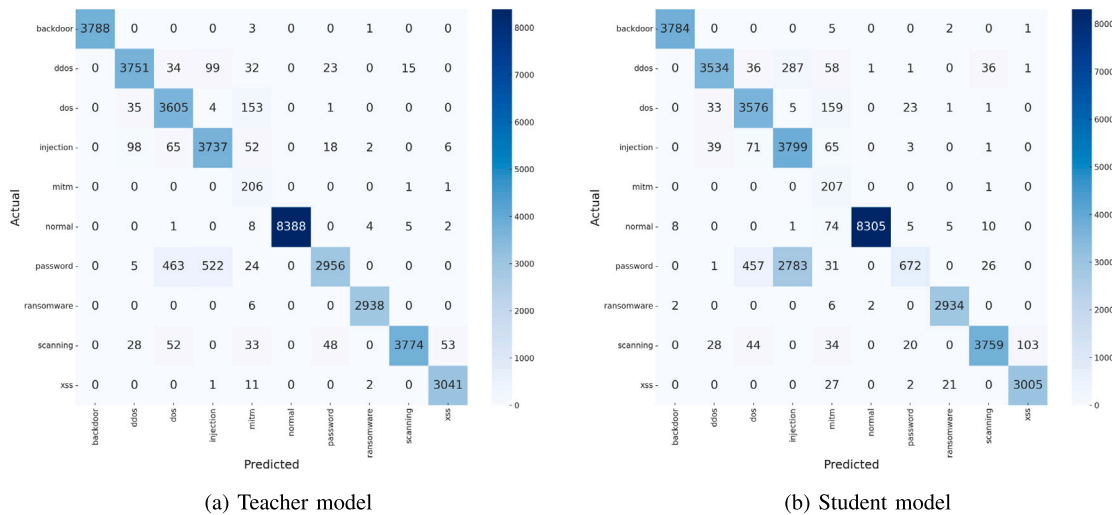 backdoor 3788 0 0 0 3 0 0 1 0 0
ddos 0 3751 34 99 32 0 23 0 15 0
dos 0 35 3605 4 153 0 1 0 0 0
injection 0 98 65 3737 52 0 18 2 0 6
mitm 0 0 0 0 206 0 0 0 1 1
normal 0 0 1 0 8 8388 0 4 5 2
password 0 5 463 522 24 0 2956 0 0 0
ransomware 0 0 0 0 6 0 0 2938 0 0
scanning 0 28 52 0 33 0 48 0 3774 53
xss 0 0 0 1 11 0 0 2 0 3041
backdoor ddos dos injection mitm normal password ransomware scanning xss
Actual
Predicted
8000
7000
6000
5000
4000
3000
2000
1000
0
(a) Teacher model
backdoor 3784 0 0 0 5 0 0 2 0 1
ddos 0 3534 36 287 58 1 1 0 36 1
dos 0 33 3576 5 159 0 23 1 1 0
injection 0 39 71 3799 65 0 3 0 1 0
mitm 0 0 0 0 207 0 0 0 1 0
normal 8 0 0 1 74 8305 5 5 10 0
password 0 1 457 2783 31 0 672 0 26 0
ransomware 2 0 0 0 6 2 0 2934 0 0
scanning 0 28 44 0 34 0 20 0 3759 103
xss 0 0 0 0 27 0 2 21 0 3005
backdoor ddos dos injection mitm normal password ransomware scanning xss
Actual
Predicted
8000
7000
6000
5000
4000
3000
2000
1000
0
(b) Student model